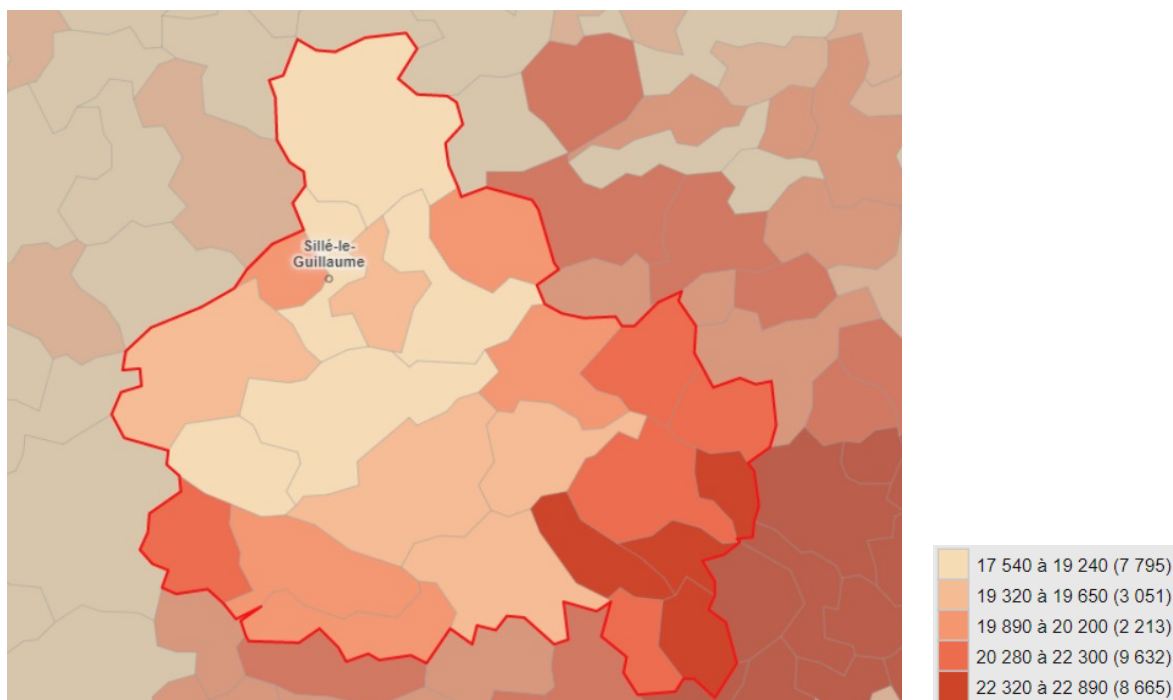 Sillé-le-
Guillaume
17 540 à 19 240 (7 795)
19 320 à 19 650 (3 051)
19 890 à 20 200 (2 213)
20 280 à 22 300 (9 632)
22 320 à 22 890 (8 665)